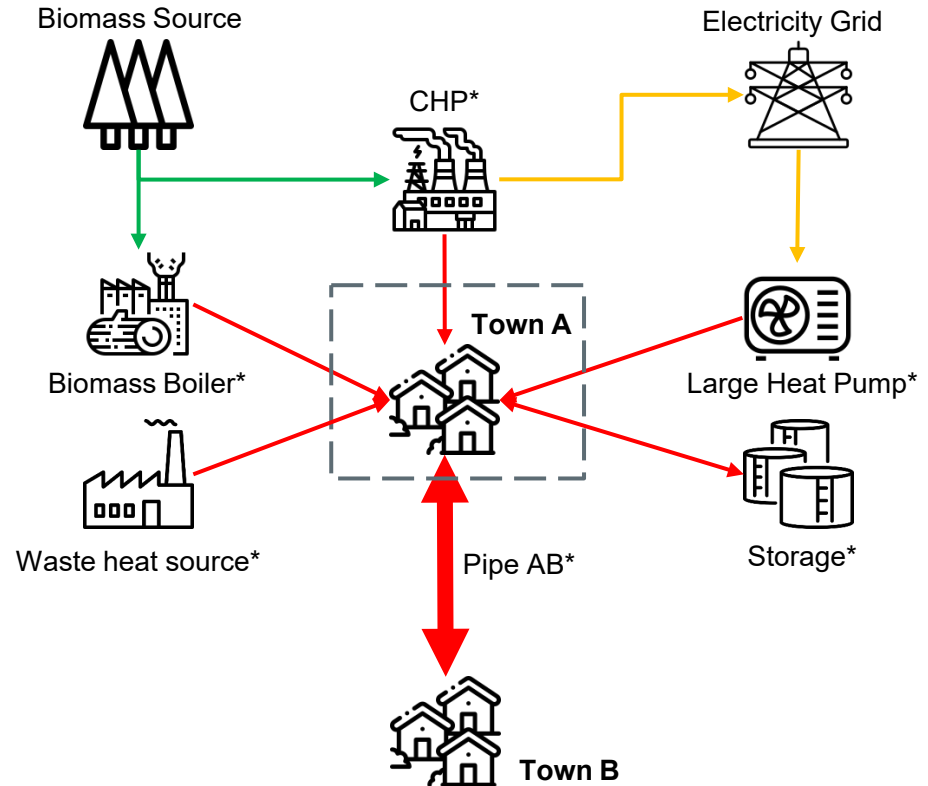 Biomass Source
Electricity Grid
CHP*
Town A
Biomass Boiler*
Large Heat Pump*
Waste heat source*
Pipe AB*
Storage*
Town B